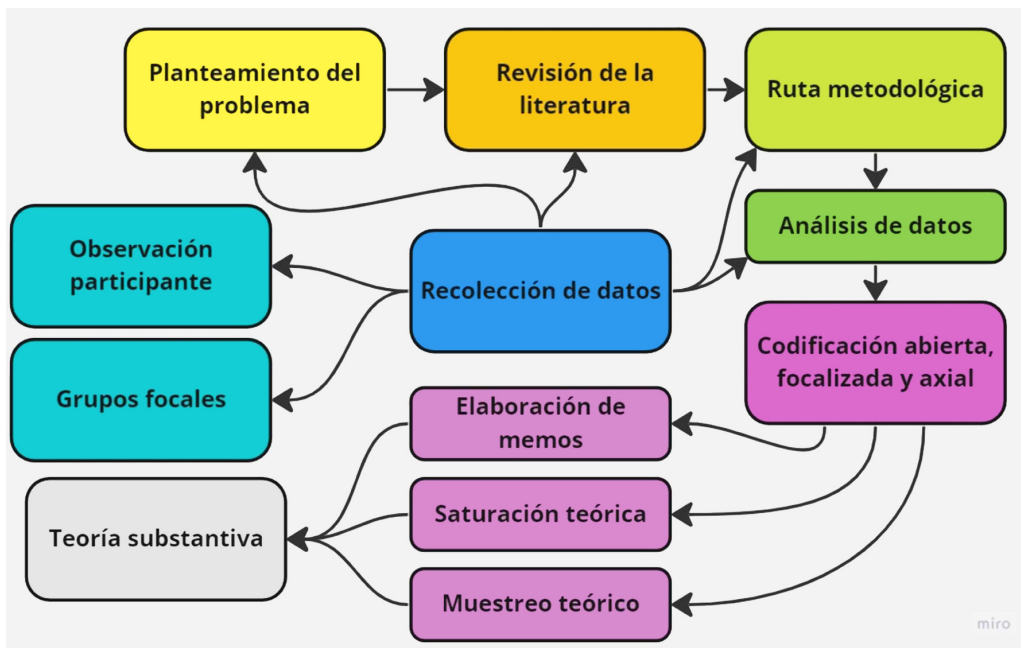 Planteamiento del
problema
Revisión de la
literatura
Ruta metodológica
Análisis de datos
Observación
participante
Recolección de datos
Codificación abierta,
focalizada y axial
Grupos focales
Elaboración de
memos
Saturación teórica
Teoría substantiva
Muestreo teórico
miro